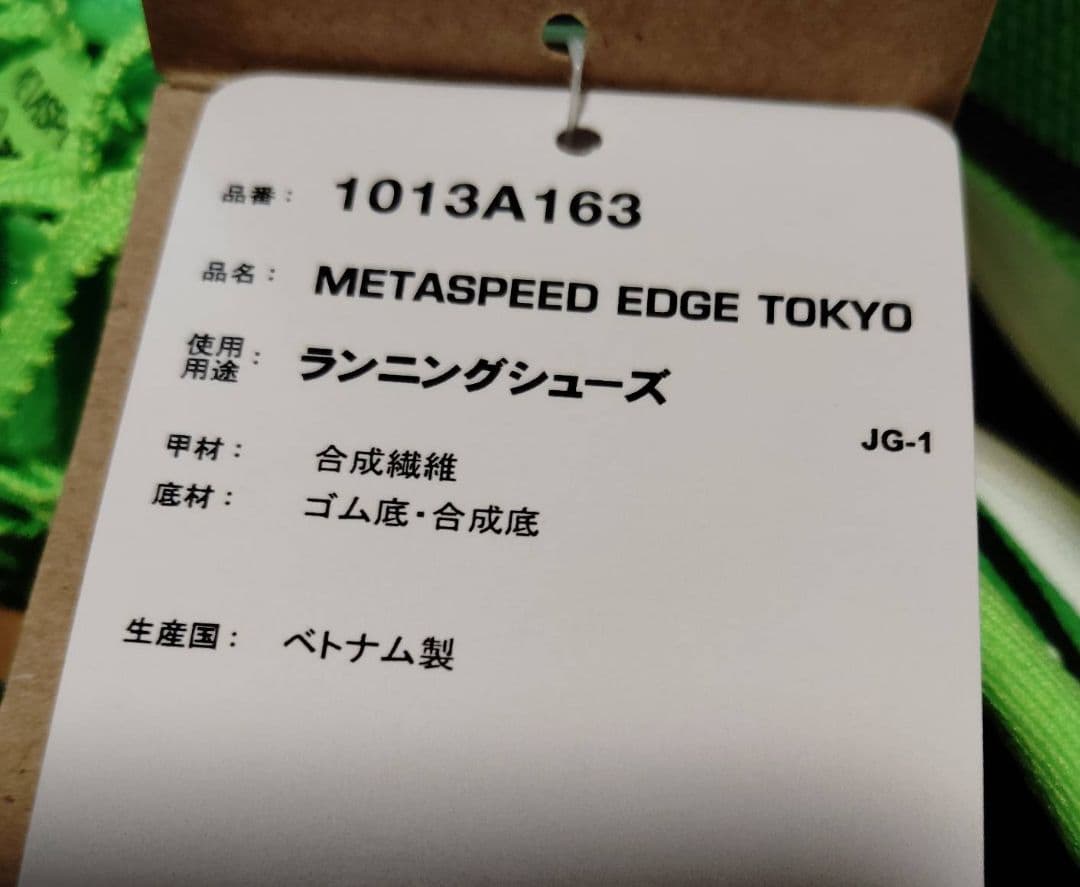 品番： 1013A163
品名： METASPEED EDGE TOKYO
使用用途： ランニングシューズ
JG-1
甲材： 合成繊維
底材： ゴム底・合成底
生産国： ベトナム製